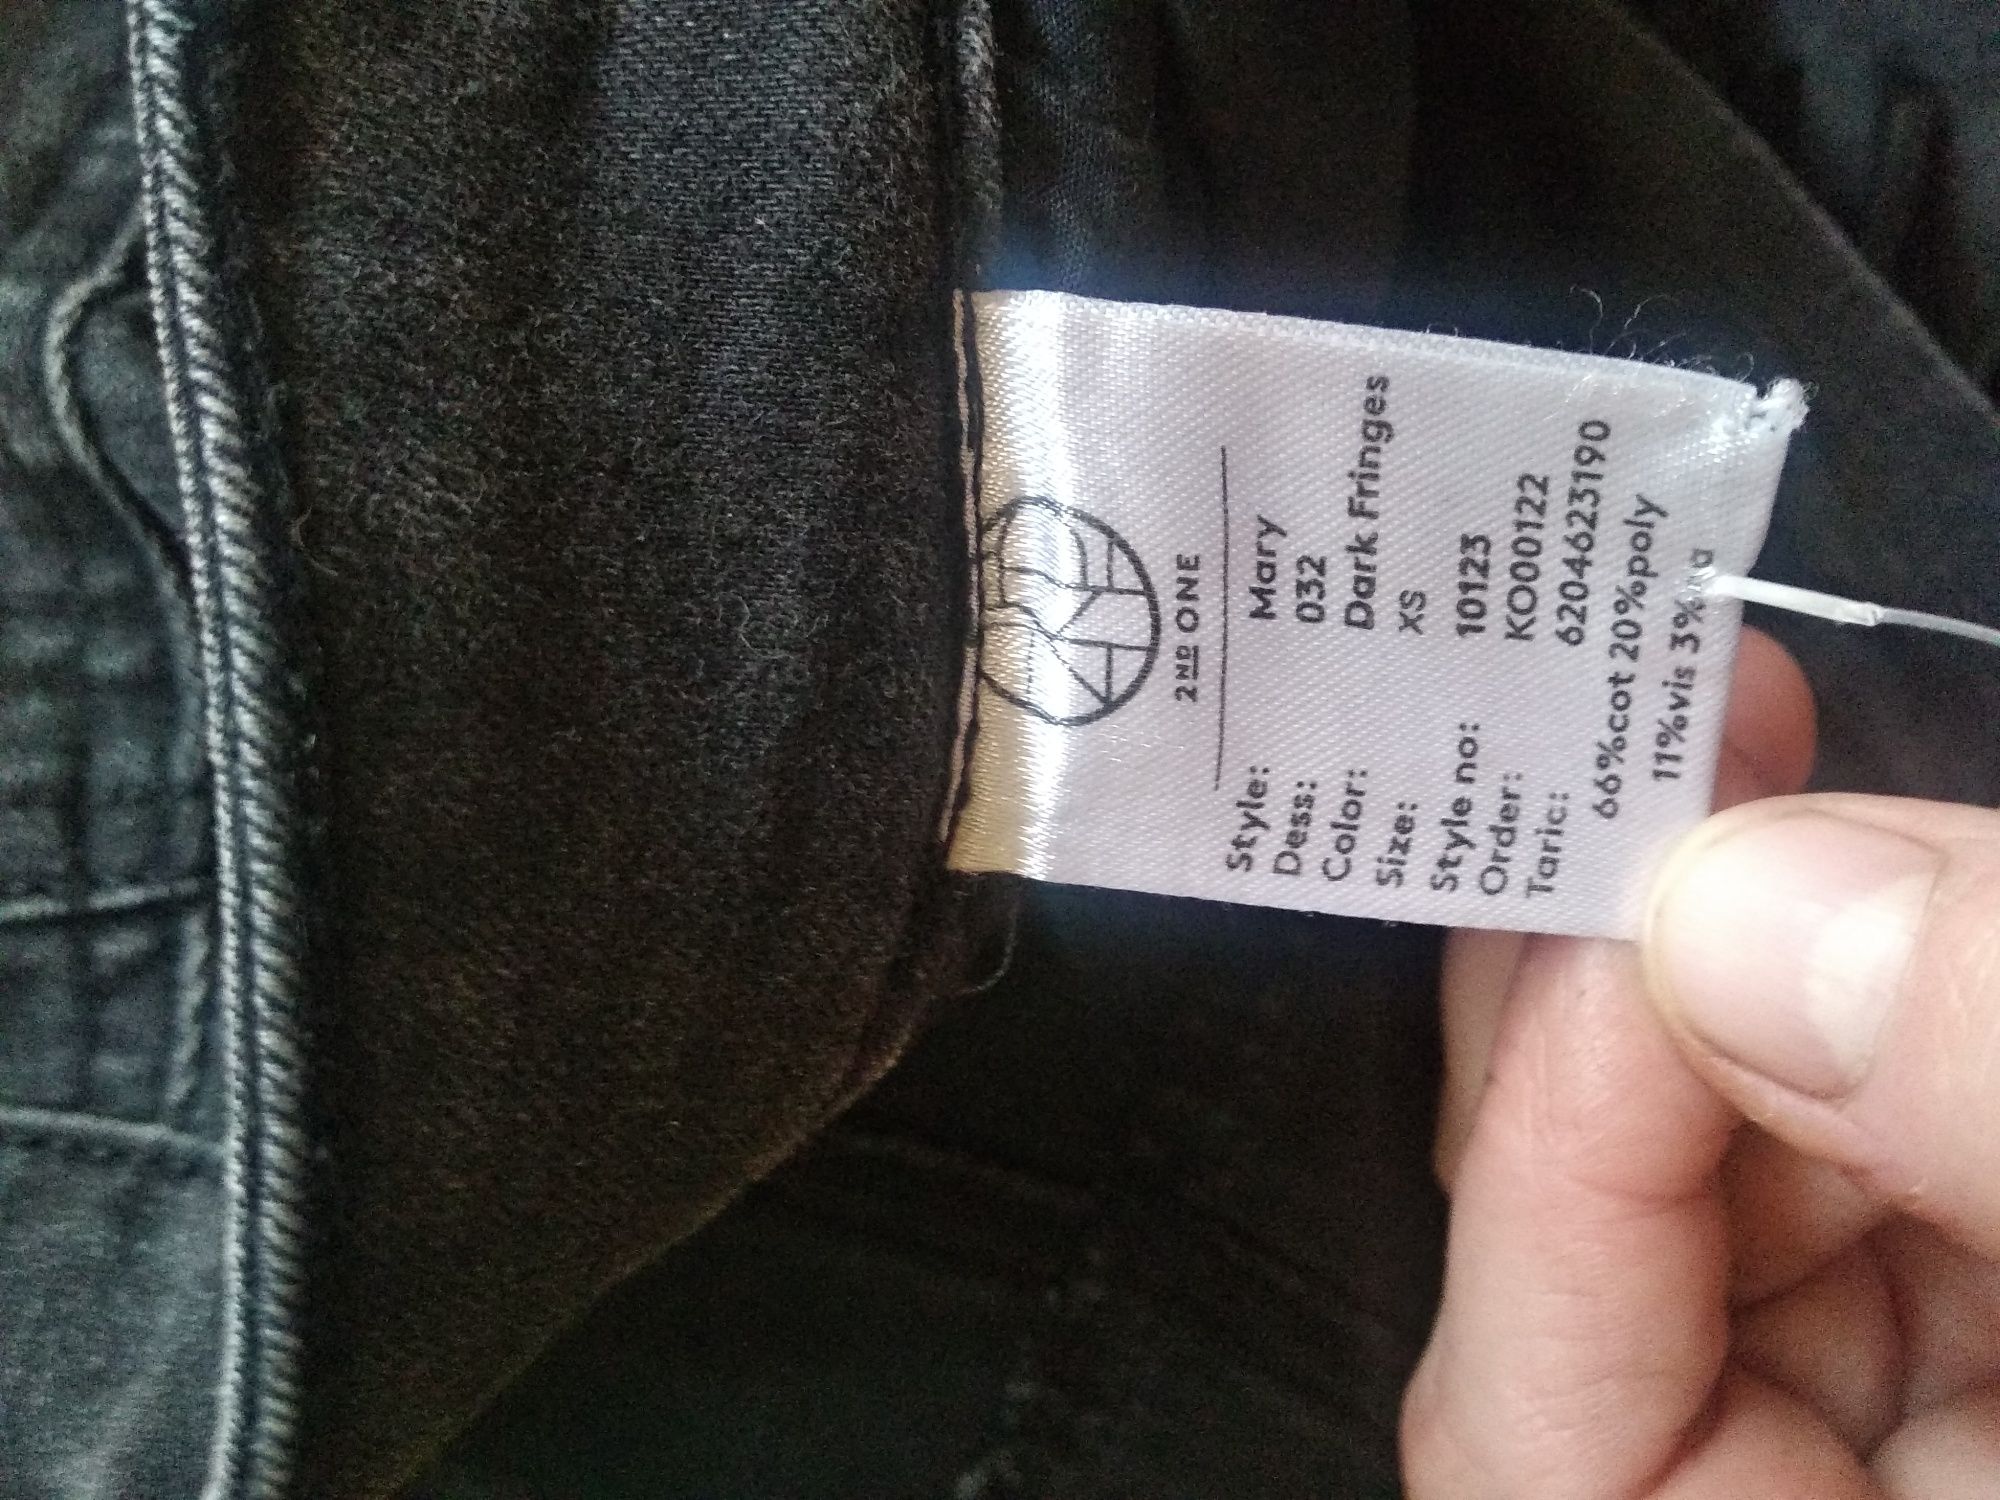 2ND ONE
Style: Mary
Dess: 032
Color: Dark Fringes
Size: XS
Style no: 10123
Order: KO000122
Taric: 6204623190
66%cot 20%poly
11%vis 3%